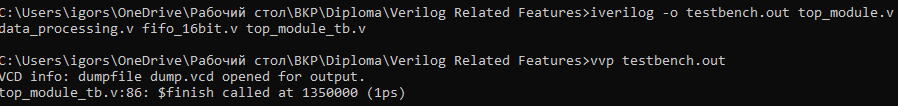 C:\Users\igors\OneDrive\Рабочий стол\ВКР\Diploma\Verilog Related Features>iverilog -o testbench.out top_module.v
data_processing.v fifo_16bit.v top_module_tb.v
C:\Users\igors\OneDrive\Рабочий стол\ВКР\Diploma\Verilog Related Features>vvp testbench.out
VCD info: dumpfile dump.vcd opened for output.
top_module_tb.v:86: $finish called at 1350000 (1ps)